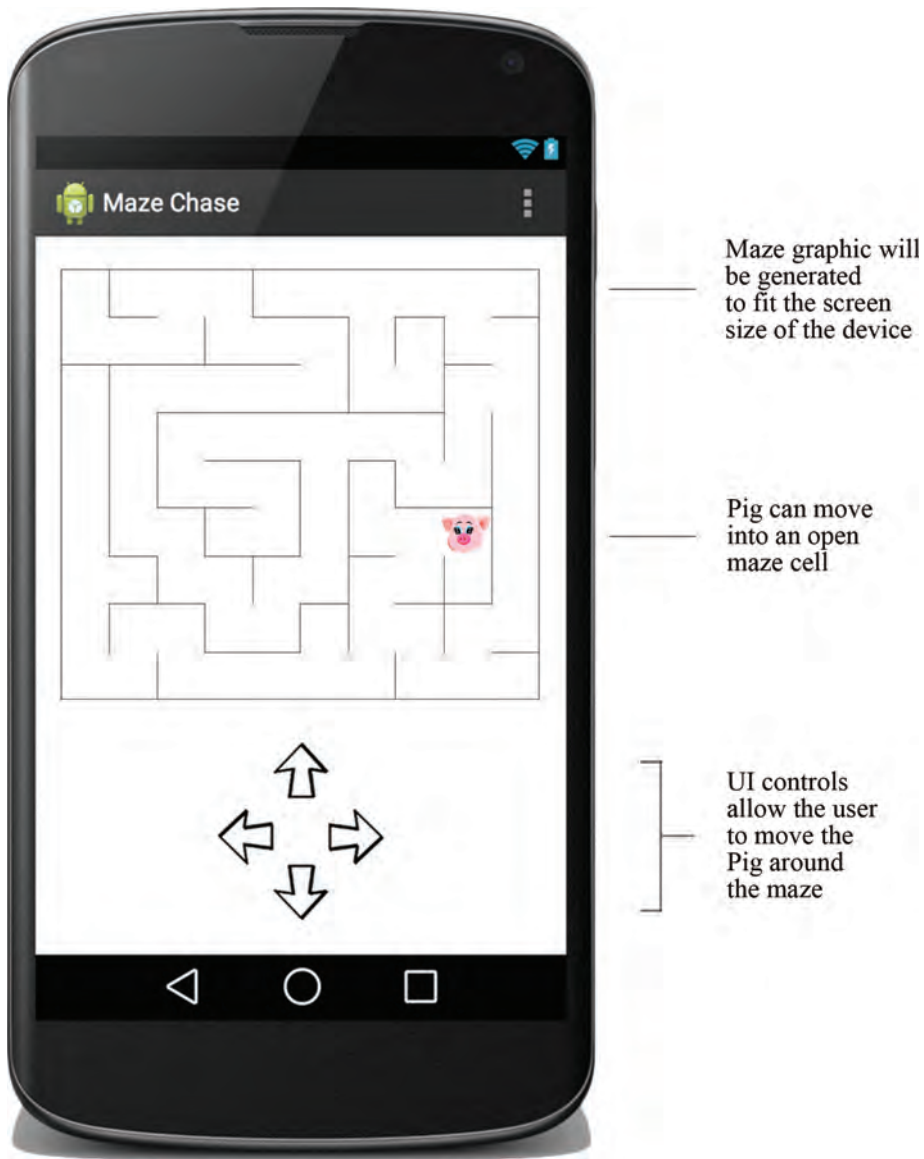 Maze Chase
Maze graphic will
be generated
to fit the screen
size of the device
Pig can move
into an open
maze cell
UI controls
allow the user
to move the
Pig around
the maze